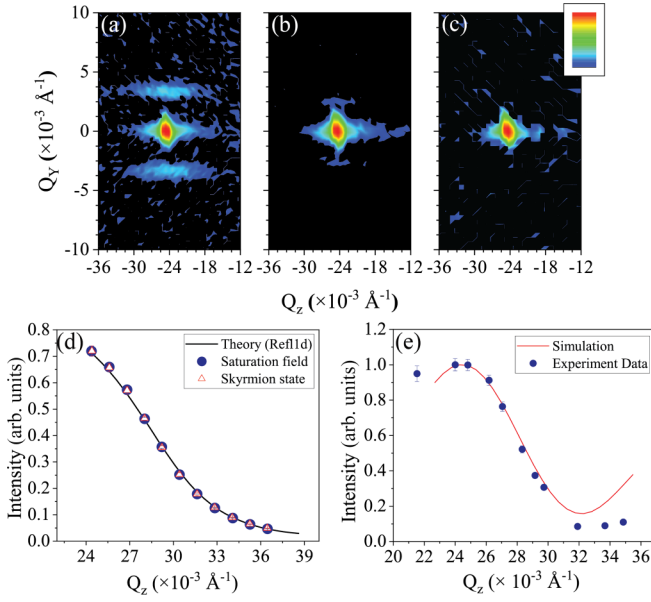 (a) (b) (c)
10
5
0
-5
-10
Q_Y (×10⁻³ Å⁻¹)
-36 -30 -24 -18 -12 -36 -30 -24 -18 -12 -36 -30 -24 -18 -12
Q_z (×10⁻³ Å⁻¹)
(d)
Theory (Refl1d)
Saturation field
Skyrmion state
0.8
0.7
0.6
0.5
0.4
0.3
0.2
0.1
0.0
Intensity (arb. units)
24 27 30 33 36 39
Q_z (×10⁻³ Å⁻¹)
(e)
Simulation
Experiment Data
1.2
1.0
0.8
0.6
0.4
0.2
0.0
Intensity (arb. units)
20 22 24 26 28 30 32 34 36
Q_z (×10⁻³ Å⁻¹)